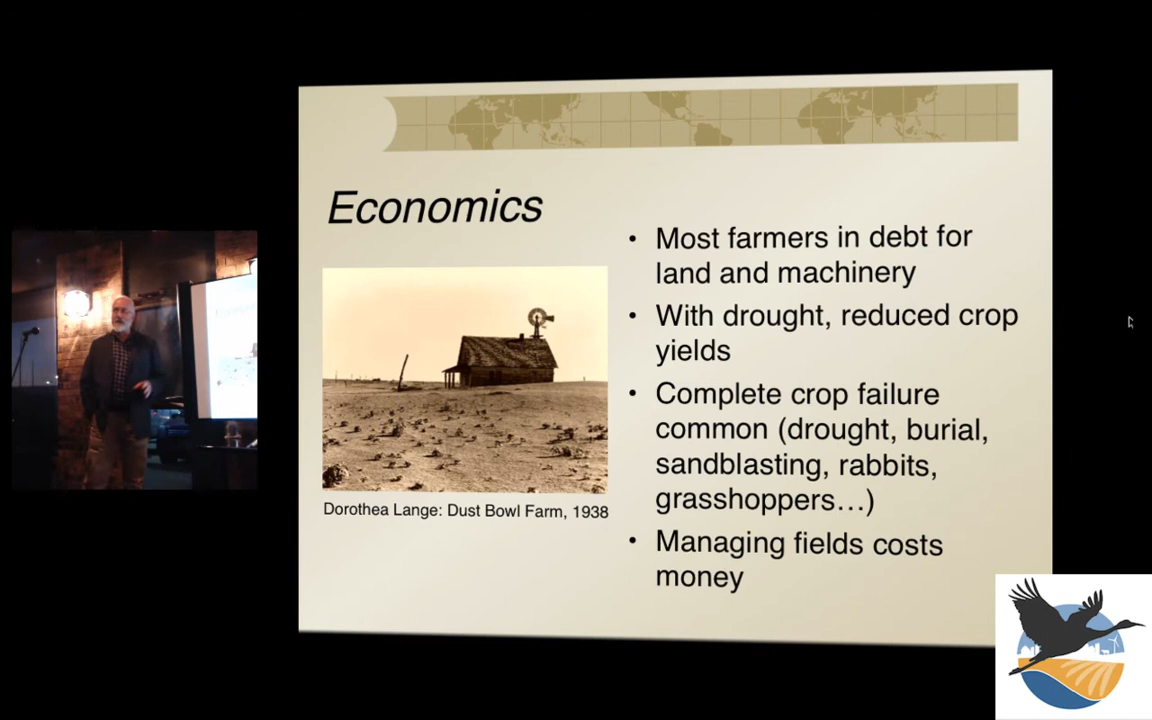 Economics
Dorothea Lange: Dust Bowl Farm, 1938
• Most farmers in debt for
land and machinery
• With drought, reduced crop
yields
• Complete crop failure
common (drought, burial,
sandblasting, rabbits,
grasshoppers…)
• Managing fields costs
money